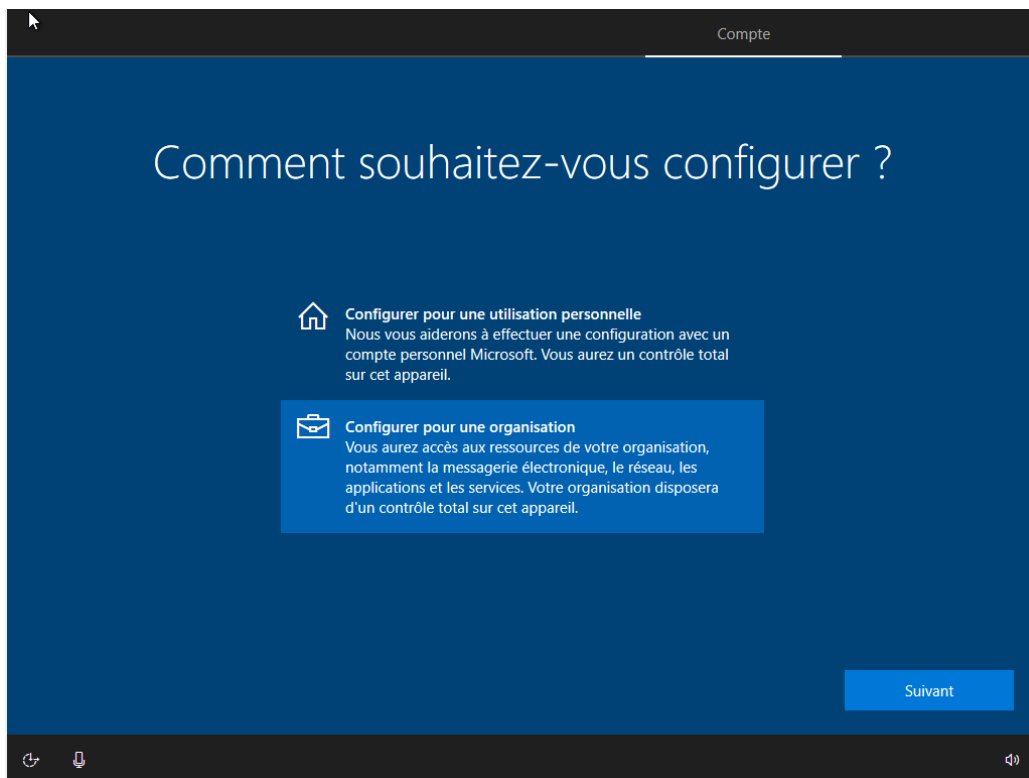 Compte
Comment souhaitez-vous configurer ?
Configurer pour une utilisation personnelle
Nous vous aiderons à effectuer une configuration avec un
compte personnel Microsoft. Vous aurez un contrôle total
sur cet appareil.
Configurer pour une organisation
Vous aurez accès aux ressources de votre organisation,
notamment la messagerie électronique, le réseau, les
applications et les services. Votre organisation disposera
d'un contrôle total sur cet appareil.
Suivant